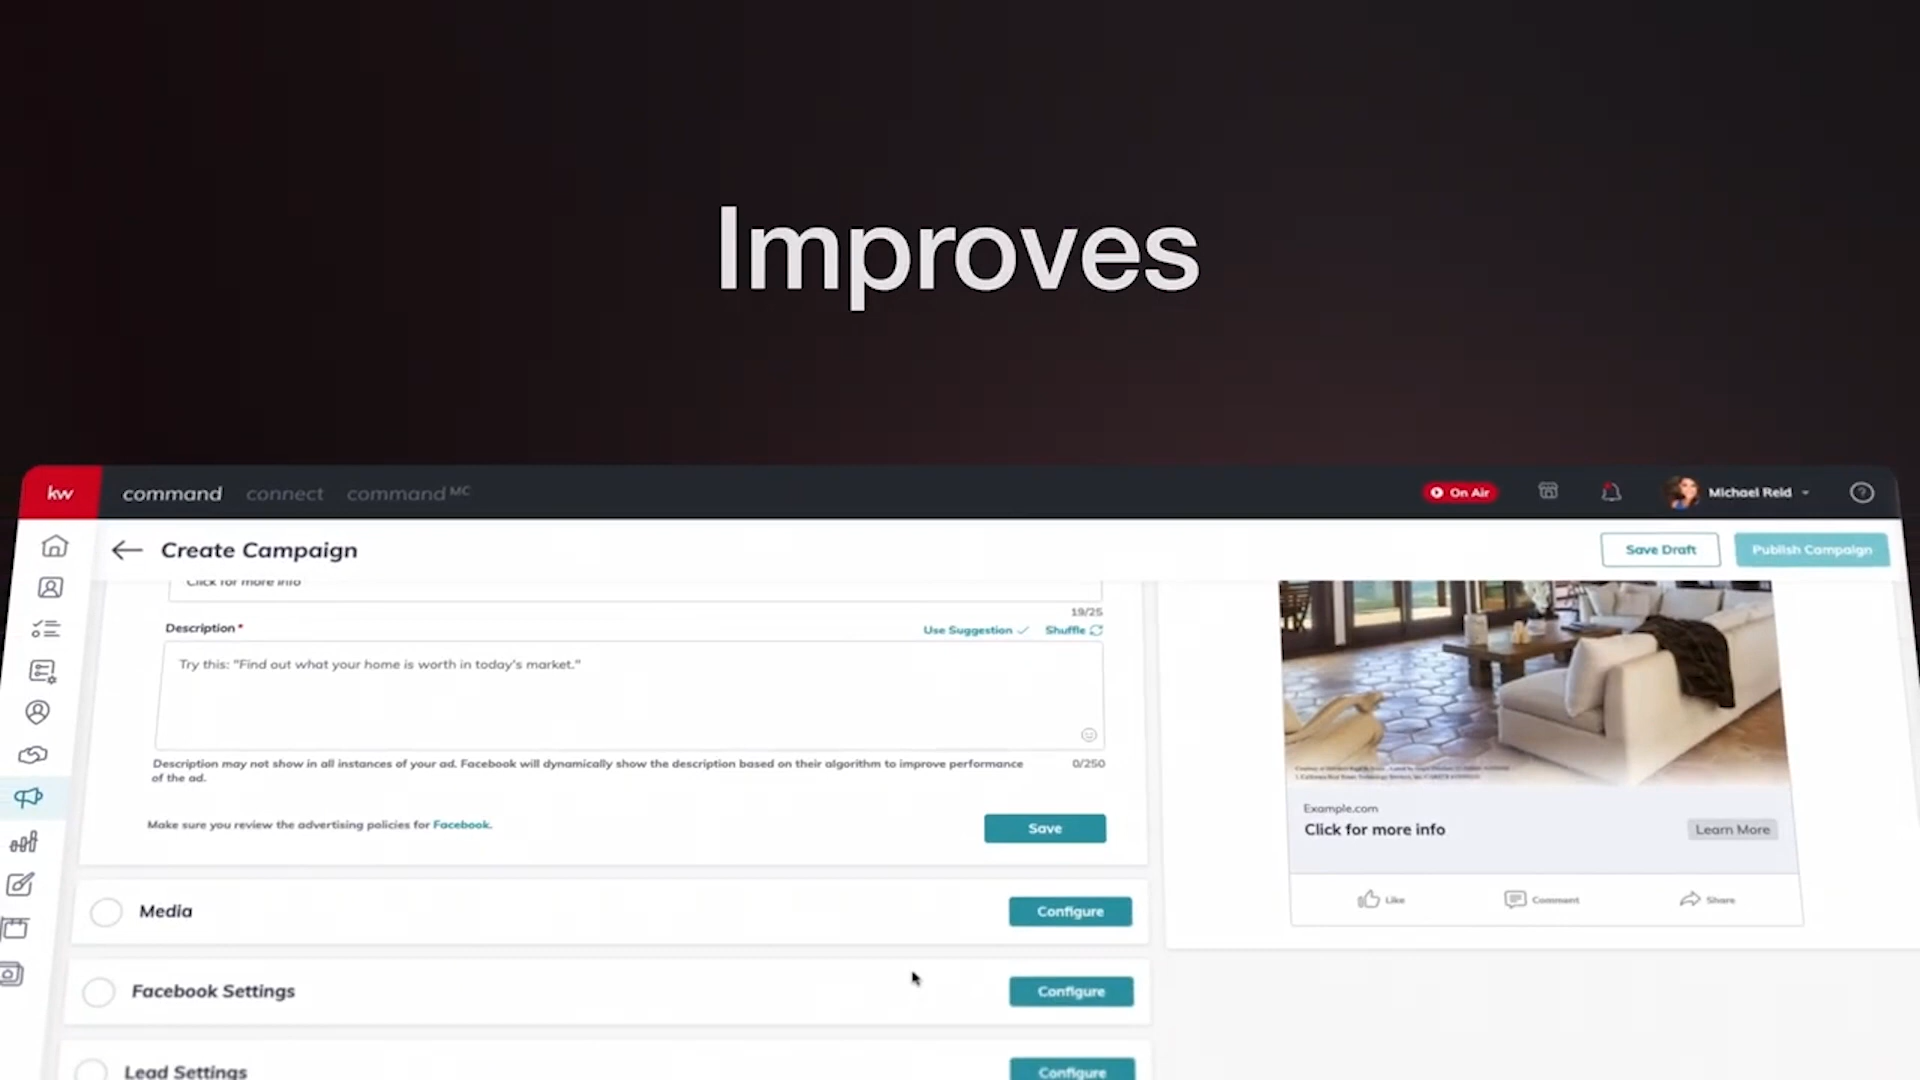 Improves
kw command connect command MC On Air Michael Reid
Create Campaign Save Draft Publish Campaign
Click for more info
19/25
Description* Use Suggestion Shuffle
Try this: "Find out what your home is worth in today's market."
Description may not show in all instances of your ad. Facebook will dynamically show the description based on their algorithm to improve performance 0/250
of the ad.
Make sure you review the advertising policies for Facebook.
Save
Example.com
Click for more info Learn More
Like Comment Share
Media Configure
Facebook Settings Configure
Lead Settings Configure